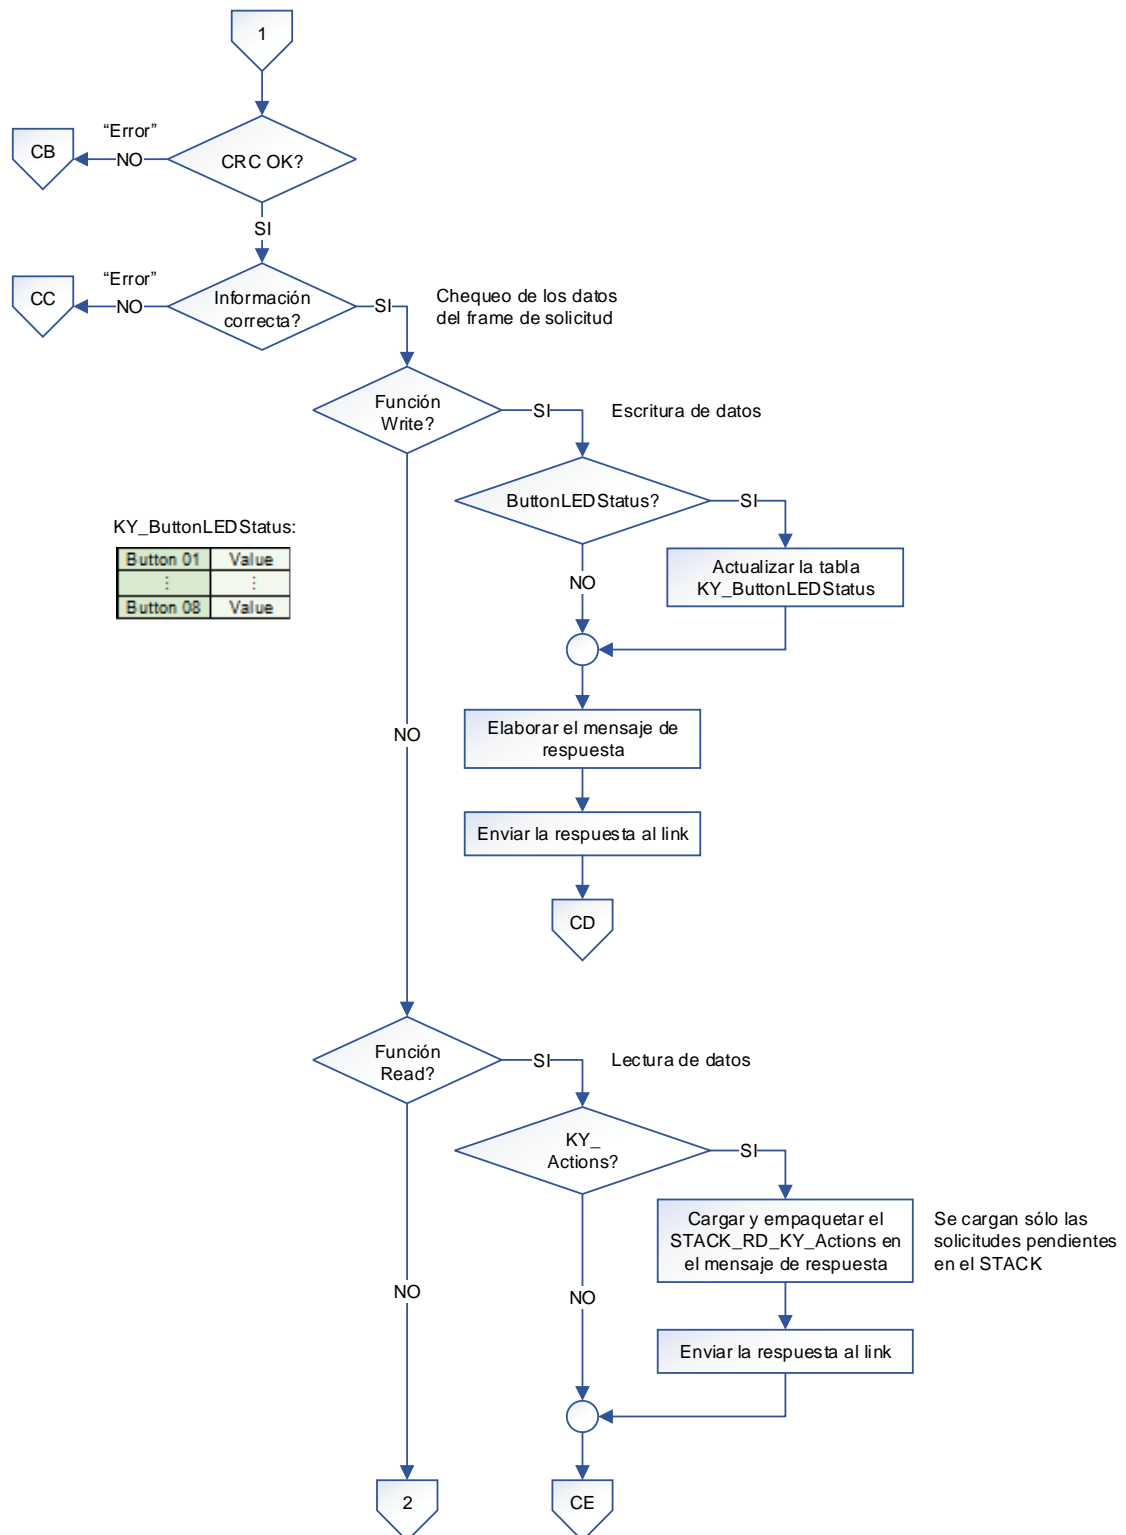 1
“Error”
CB
NO
CRC OK?
SI
“Error”
CC
NO
Información
correcta?
SI
Chequeo de los datos
del frame de solicitud
Función
Write?
SI
Escritura de datos
ButtonLEDStatus?
SI
KY_ButtonLEDStatus:
Button 01 Value
⋮ ⋮
Button 08 Value
Actualizar la tabla
KY_ButtonLEDStatus
NO
NO
Elaborar el mensaje de
respuesta
Enviar la respuesta al link
CD
Función
Read?
SI
Lectura de datos
KY_
Actions?
SI
Cargar y empaquetar el
STACK_RD_KY_Actions en
el mensaje de respuesta
Se cargan sólo las
solicitudes pendientes
en el STACK
NO
NO
Enviar la respuesta al link
2
CE